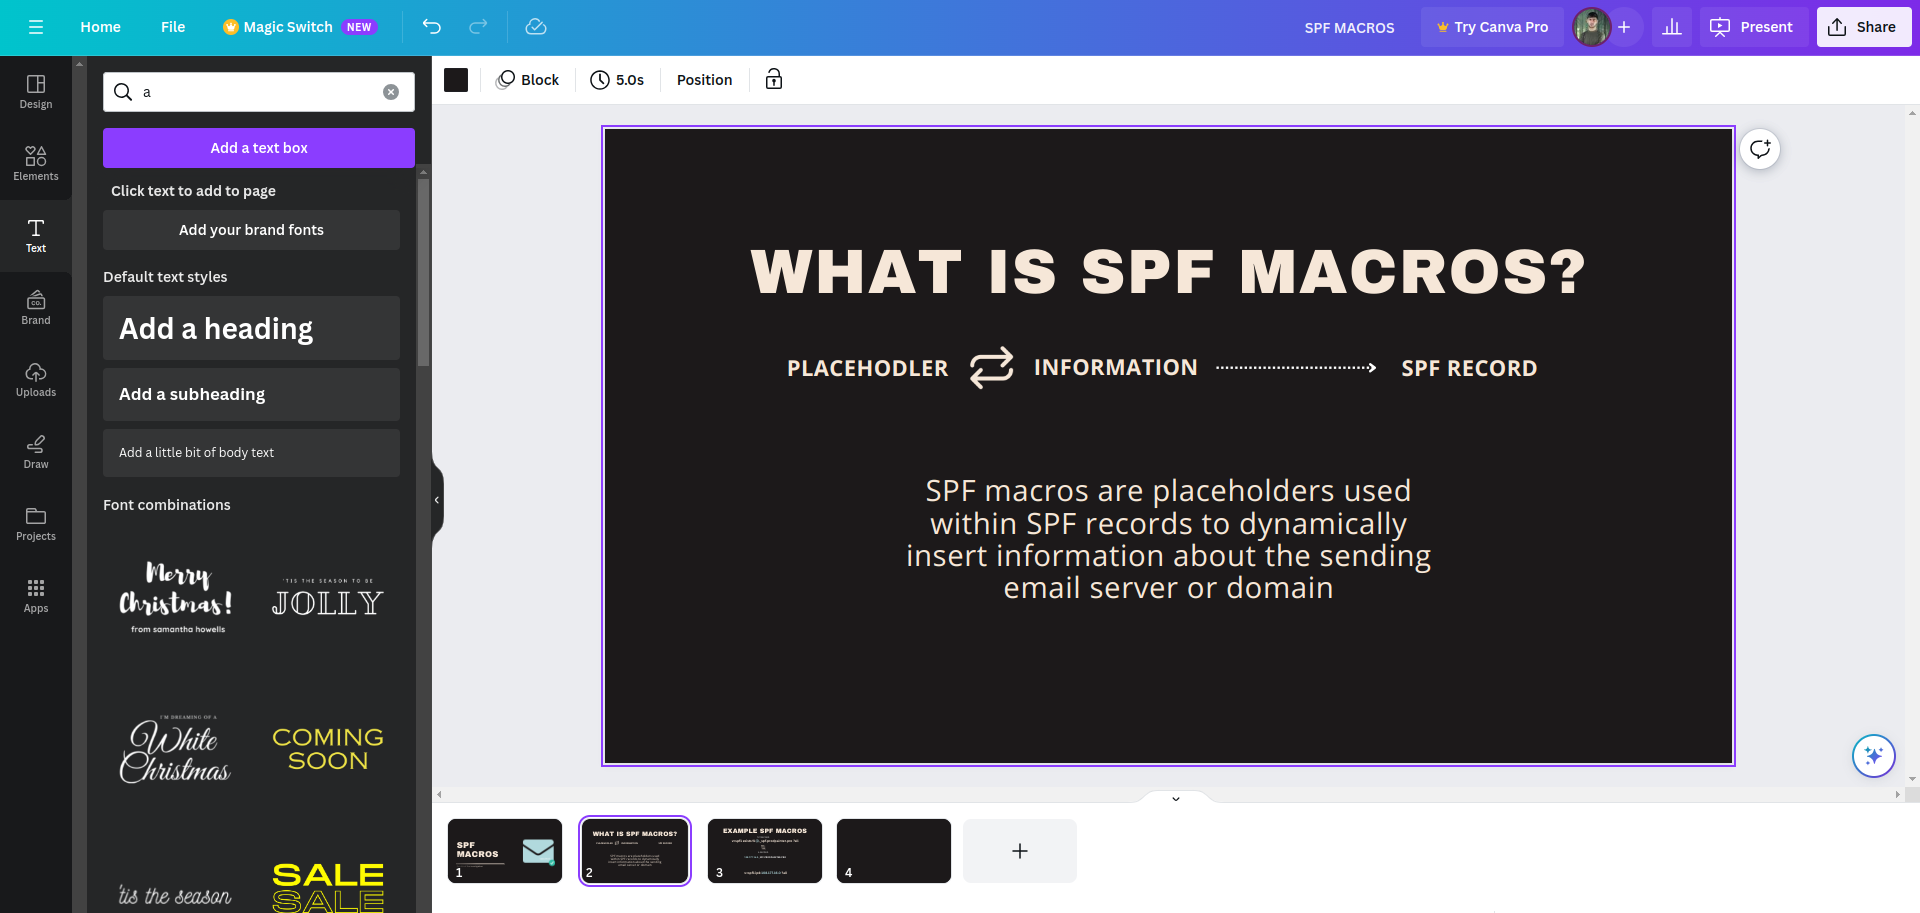 Home
File
Magic Switch
NEW
SPF MACROS
Try Canva Pro
Present
Share
Design
Elements
Text
Brand
CO.
Uploads
Draw
Projects
Apps
a
Add a text box
Click text to add to page
Add your brand fonts
Default text styles
Add a heading
Add a subheading
Add a little bit of body text
Font combinations
Merry
Christmas!
from samantha howells
'TIS THE SEASON TO BE
JOLLY
I'M DREAMING OF A
White
Christmas
COMING
SOON
'tis the season
SALE
SALE
Block
5.0s
Position
WHAT IS SPF MACROS?
PLACEHODLER
INFORMATION
SPF RECORD
SPF macros are placeholders used
within SPF records to dynamically
insert information about the sending
email server or domain
SPF
MACROS
1
WHAT IS SPF MACROS?
2
EXAMPLE SPF MACROS
3
4